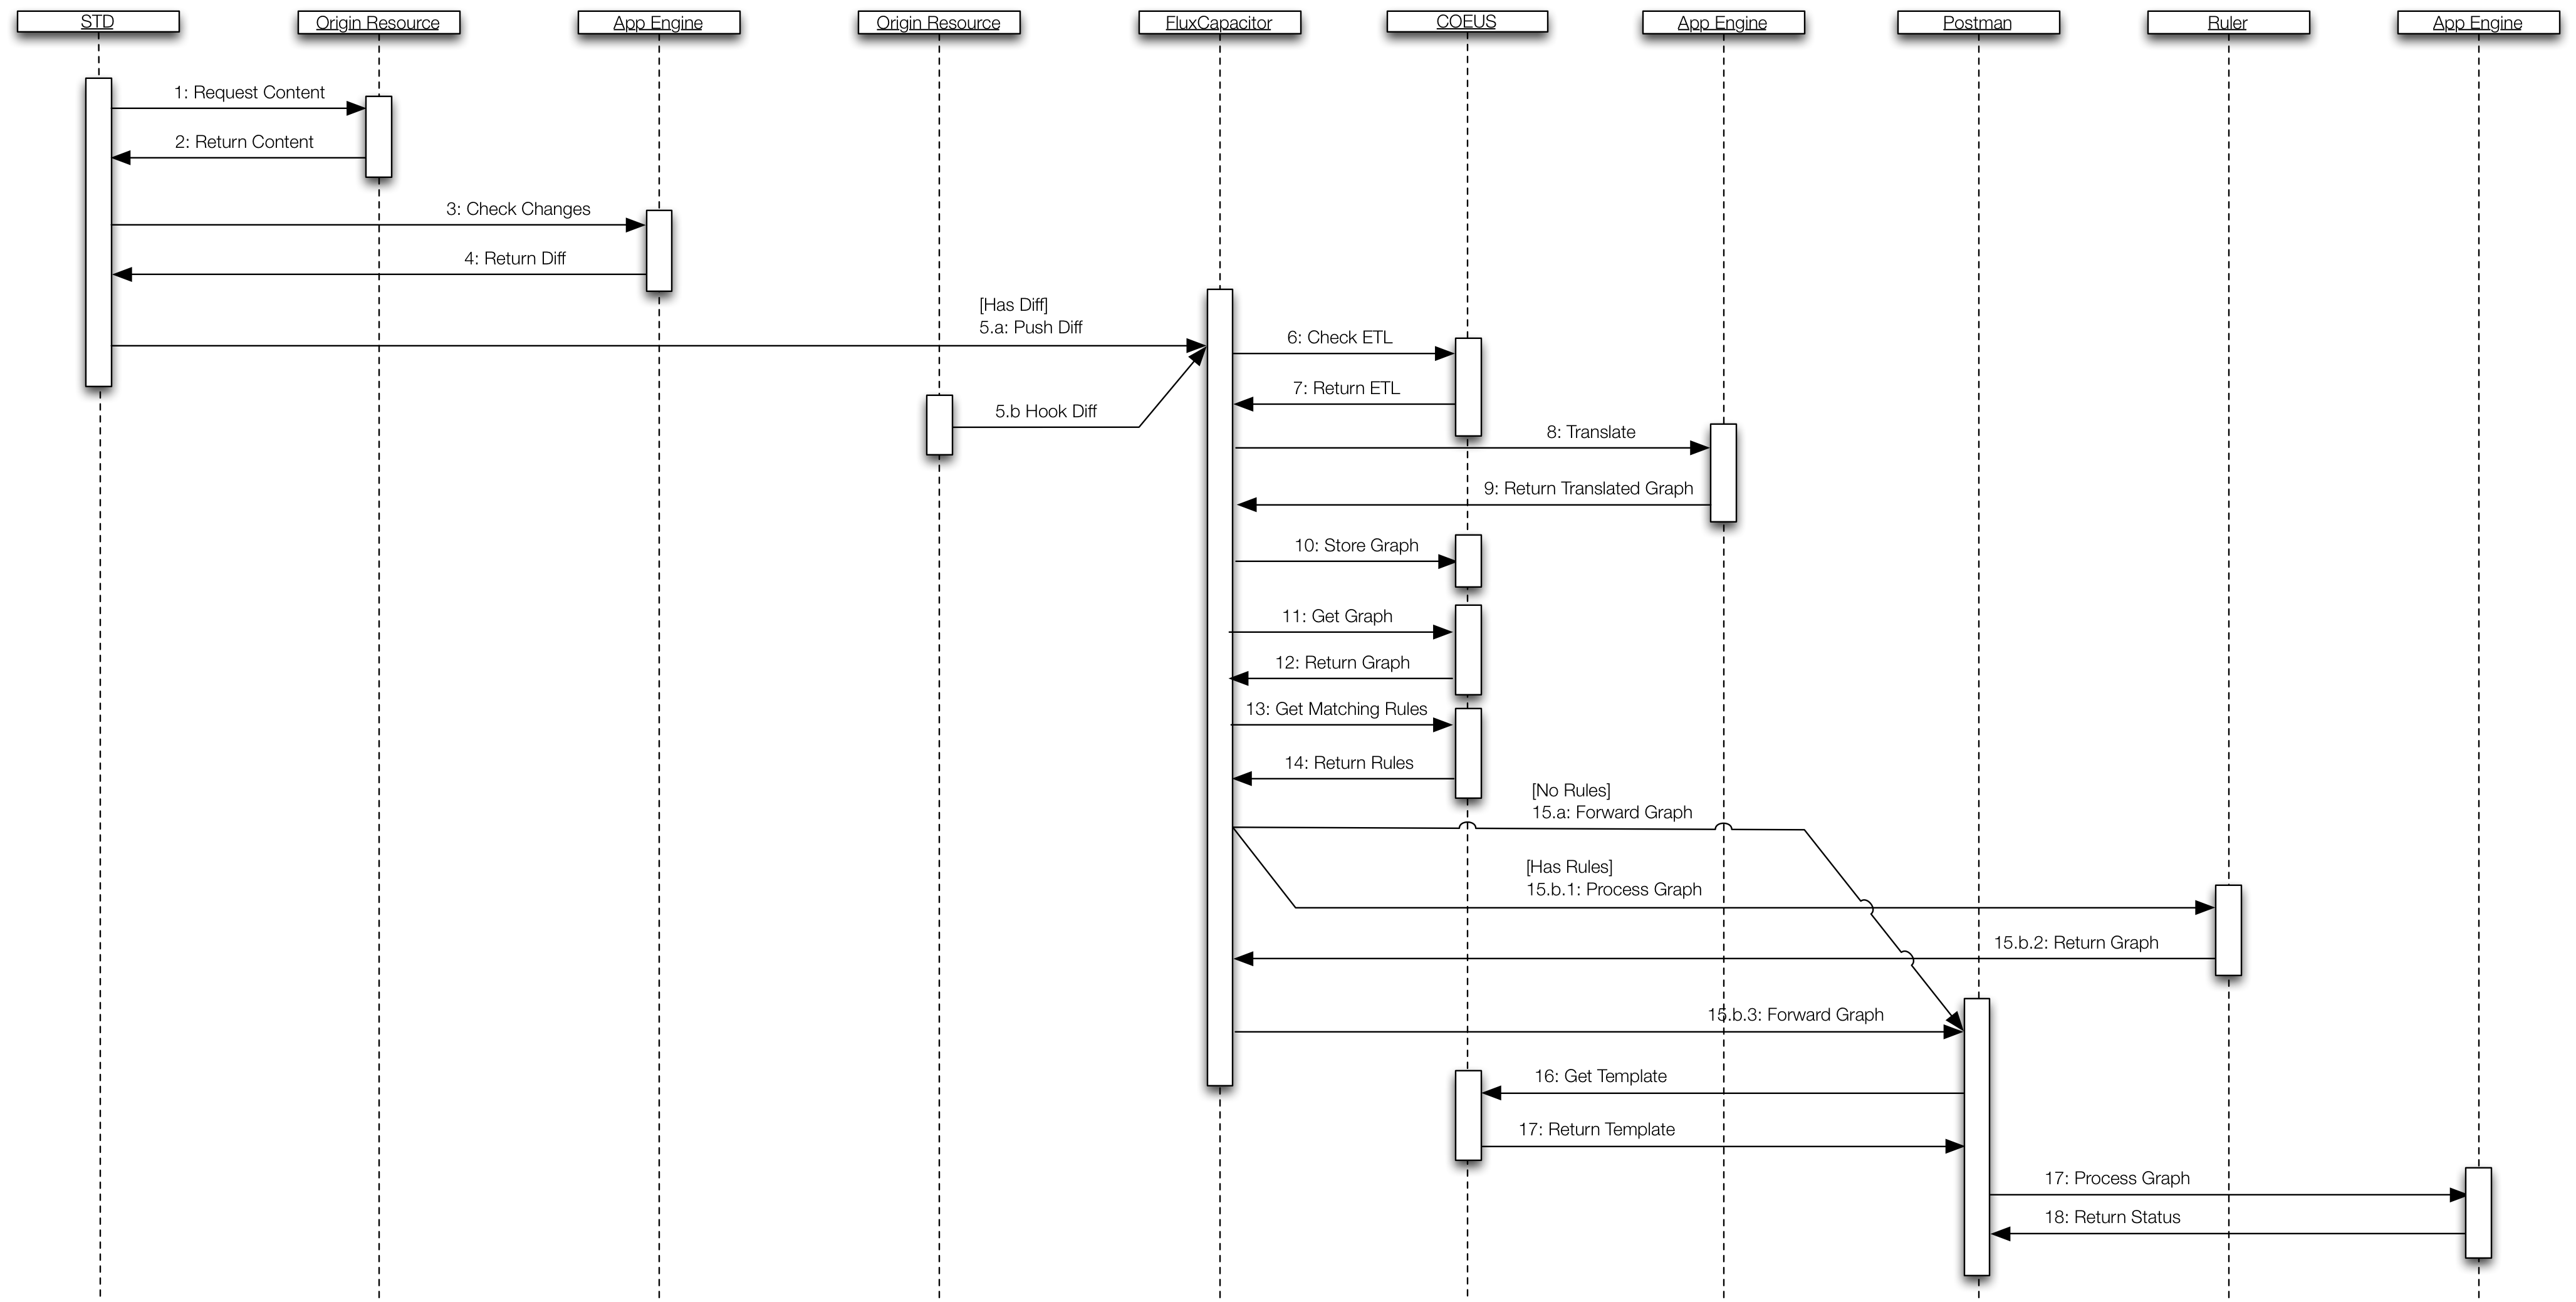 STD
Origin Resource
App Engine
Origin Resource
FluxCapacitor
COEUS
App Engine
Postman
Ruler
App Engine
1: Request Content
2: Return Content
3: Check Changes
4: Return Diff
[Has Diff]
5.a: Push Diff
5.b Hook Diff
6: Check ETL
7: Return ETL
8: Translate
9: Return Translated Graph
10: Store Graph
11: Get Graph
12: Return Graph
13: Get Matching Rules
14: Return Rules
[No Rules]
15.a: Forward Graph
[Has Rules]
15.b.1: Process Graph
15.b.2: Return Graph
15.b.3: Forward Graph
16: Get Template
17: Return Template
17: Process Graph
18: Return Status